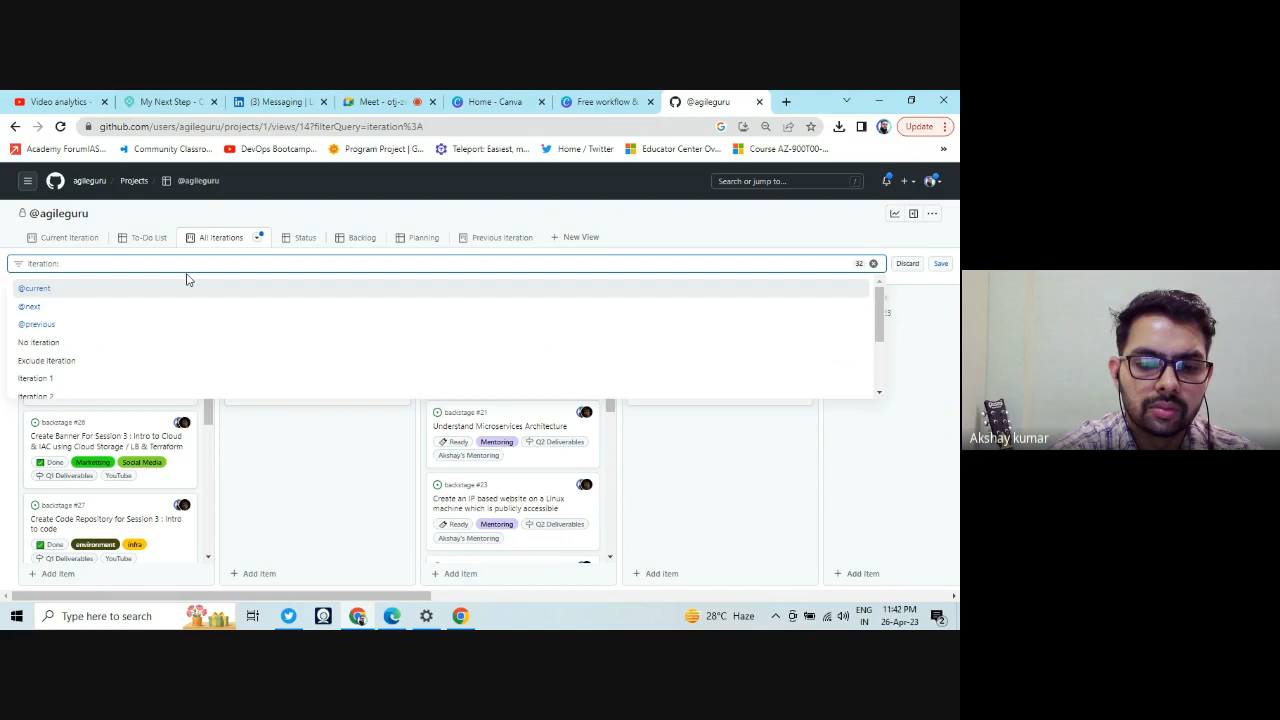 Video analytics -
My Next Step - C
(3) Messaging | L
Meet - otj-z
Home - Canva
Free workflow &
@agileguru
github.com/users/agileguru/projects/1/views/14?filterQuery=iteration%3A
Update
Academy ForumIAS...
Community Classro...
DevOps Bootcamp...
Program Project | G...
Teleport: Easiest, m...
Home / Twitter
Educator Center Ov...
Course AZ-900T00-...
»
agileguru / Projects / @agileguru
Search or jump to...
/
@agileguru
Current Iteration
To-Do List
All Iterations
Status
Backlog
Planning
Previous Iteration
+ New View
iteration:
32
Discard
Save
@current
@next
@previous
No iteration
Exclude Iteration
Iteration 1
Iteration 2
backstage #26
Create Banner For Session 3 : Intro to Cloud
& IAC using Cloud Storage / LB & Terraform
Done
Marketting
Social Media
Q1 Deliverables
YouTube
backstage #27
Create Code Repository for Session 3 : Intro
to code
Done
environment
infra
Q1 Deliverables
YouTube
backstage #21
Understand Microservices Architecture
Ready
Mentoring
Q2 Deliverables
Akshay's Mentoring
backstage #23
Create an IP based website on a Linux
machine which is publicly accessible
Ready
Mentoring
Q2 Deliverables
Akshay's Mentoring
+ Add Item
+ Add Item
+ Add Item
+ Add Item
+ Add Item
Type here to search
28°C Haze
ENG
IN
11:42 PM
26-Apr-23
2
Akshay kumar